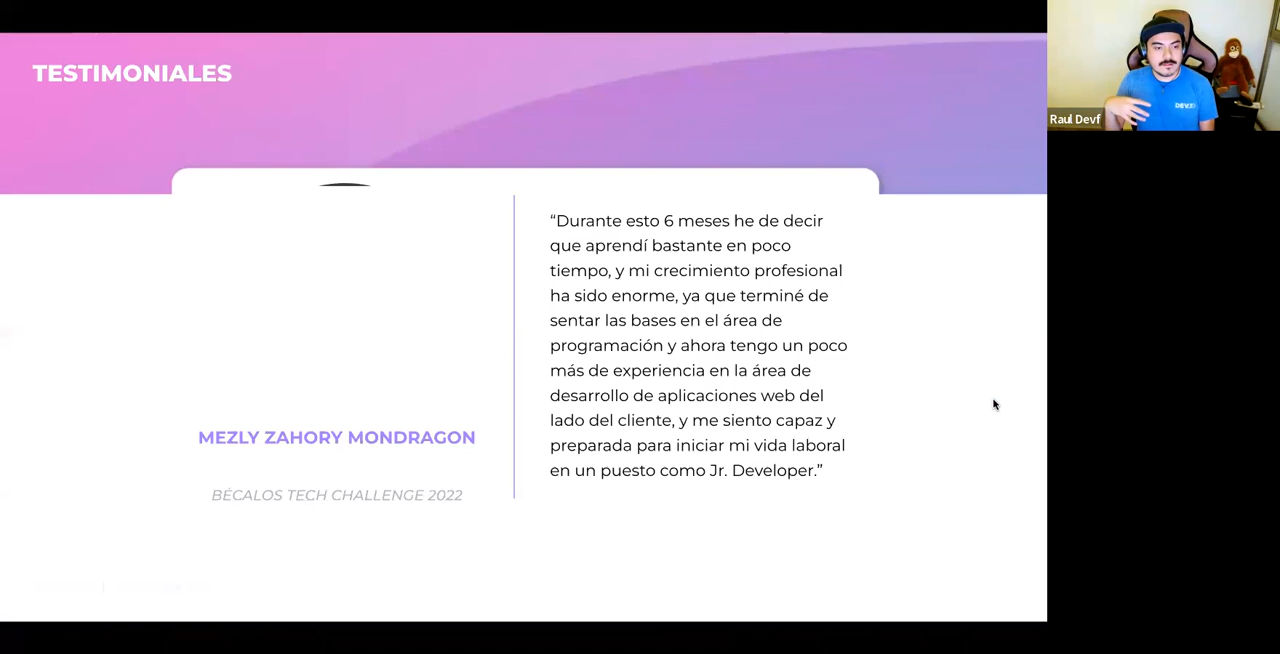 TESTIMONIALES
Raul Devf
“Durante esto 6 meses he de decir
que aprendí bastante en poco
tiempo, y mi crecimiento profesional
ha sido enorme, ya que terminé de
sentar las bases en el área de
programación y ahora tengo un poco
más de experiencia en la área de
desarrollo de aplicaciones web del
lado del cliente, y me siento capaz y
preparada para iniciar mi vida laboral
en un puesto como Jr. Developer.”
MEZLY ZAHORY MONDRAGON
BÉCALOS TECH CHALLENGE 2022